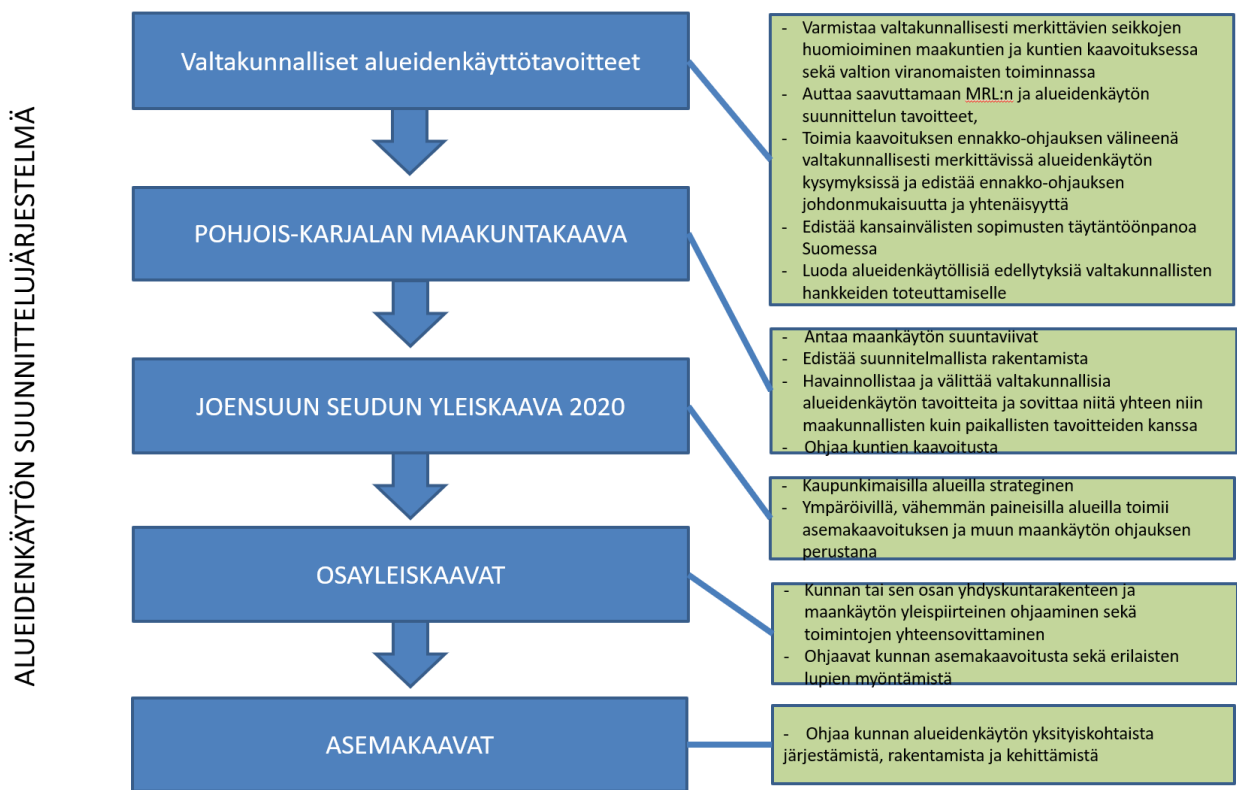 ALUEIDENKÄYTÖN SUUNNITTELUJÄRJESTELMÄ
Valtakunnalliset alueidenkäyttötavoitteet
- Varmistaa valtakunnallisesti merkittävien seikkojen
huomioiminen maakuntien ja kuntien kaavoituksessa
sekä valtion viranomaisten toiminnassa
- Auttaa saavuttamaan MRL:n ja alueidenkäytön
suunnittelun tavoitteet,
- Toimia kaavoituksen ennakko-ohjauksen välineenä
valtakunnallisesti merkittävissä alueidenkäytön
kysymyksissä ja edistää ennakko-ohjauksen
johdonmukaisuutta ja yhtenäisyyttä
- Edistää kansainvälisten sopimusten täytäntöönpanoa
Suomessa
- Luoda alueidenkäytöllisiä edellytyksiä valtakunnallisten
hankkeiden toteuttamiselle
POHJOIS-KARJALAN MAAKUNTAKAAVA
- Antaa maankäytön suuntaviivat
- Edistää suunnitelmallista rakentamista
- Havainnollistaa ja välittää valtakunnallisia
alueidenkäytön tavoitteita ja sovittaa niitä yhteen niin
maakunnallisten kuin paikallisten tavoitteiden kanssa
- Ohjaa kuntien kaavoitusta
JOENSUUN SEUDUN YLEISKAAVA 2020
- Kaupunkimaisilla alueilla strateginen
- Ympäröivillä, vähemmän paineisilla alueilla toimii
asemakaavoituksen ja muun maankäytön ohjauksen
perustana
OSAYLEISKAAVAT
- Kunnan tai sen osan yhdyskuntarakenteen ja
maankäytön yleispiirteinen ohjaaminen sekä
toimintojen yhteensovittaminen
- Ohjaavat kunnan asemakaavoitusta sekä erilaisten
lupien myöntämistä
ASEMAKAAVAT
- Ohjaa kunnan alueidenkäytön yksityiskohtaista
järjestämistä, rakentamista ja kehittämistä